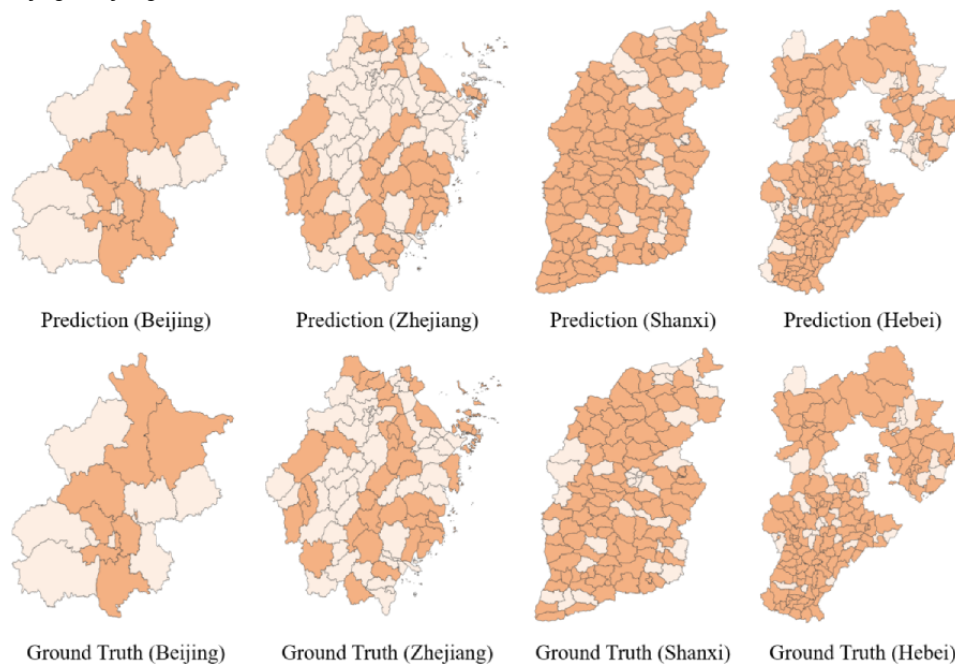 Prediction (Beijing)
Prediction (Zhejiang)
Prediction (Shanxi)
Prediction (Hebei)
Ground Truth (Beijing)
Ground Truth (Zhejiang)
Ground Truth (Shanxi)
Ground Truth (Hebei)